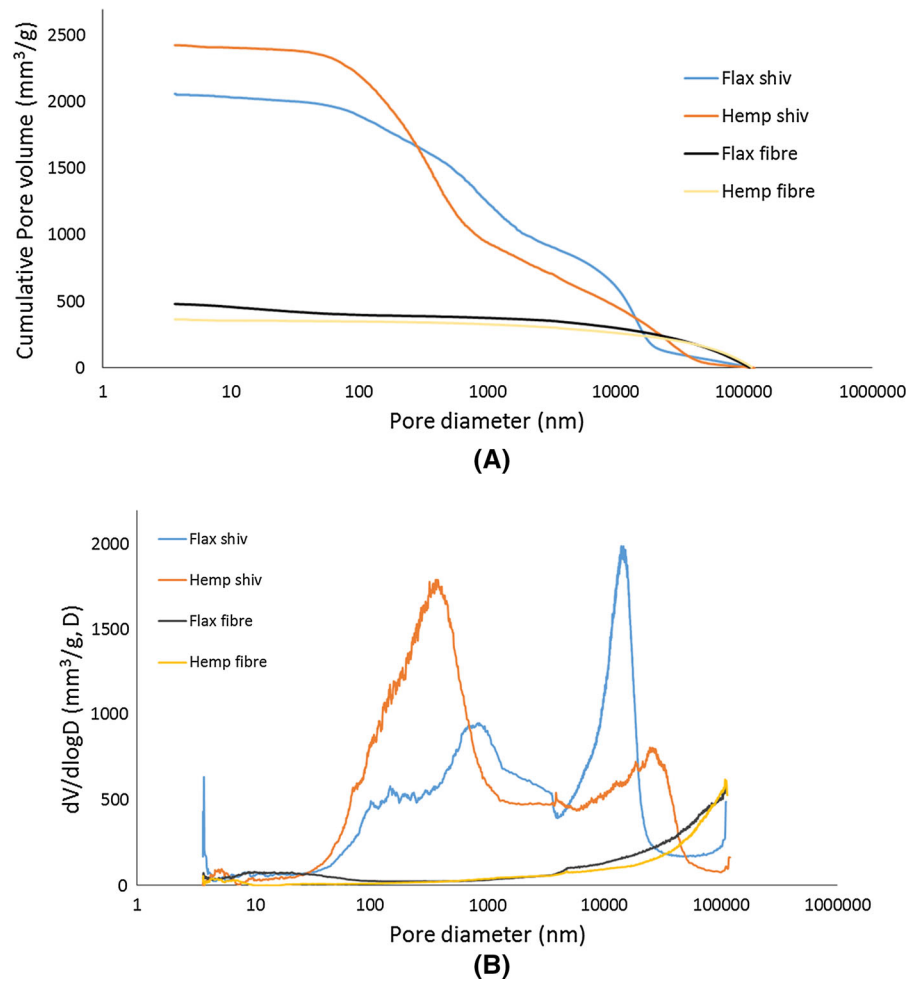 Cumulative Pore volume (mm³/g)
2500
2000
1500
1000
500
0
1
10
100
1000
10000
100000
1000000
Pore diameter (nm)
Flax shiv
Hemp shiv
Flax fibre
Hemp fibre
(A)
dV/dlogD (mm³/g, D)
2000
1500
1000
500
0
1
10
100
1000
10000
100000
1000000
Pore diameter (nm)
Flax shiv
Hemp shiv
Flax fibre
Hemp fibre
(B)